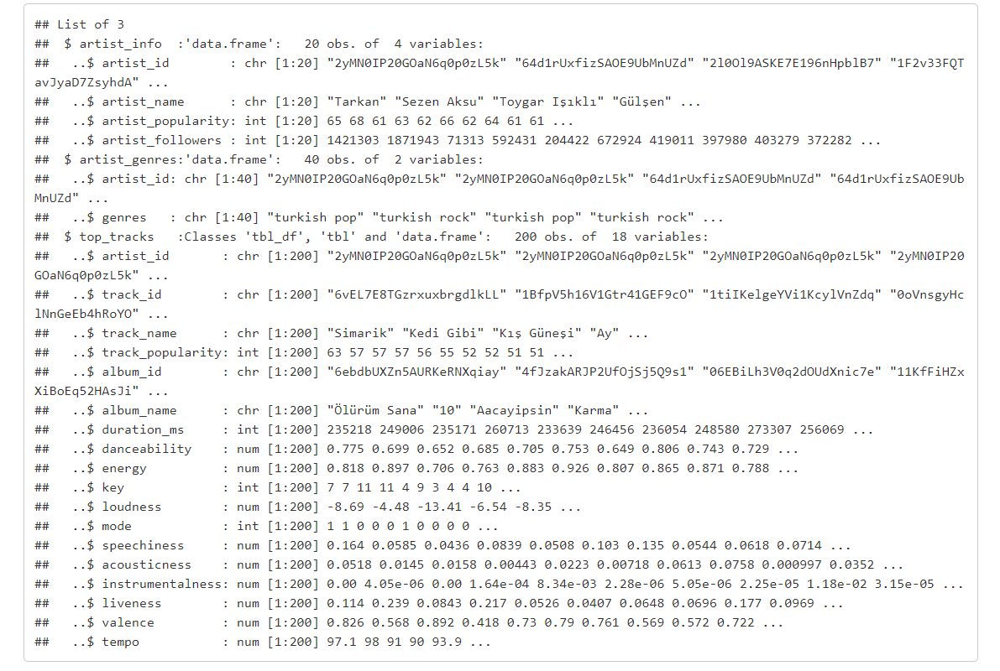 ## List of 3
##  $ artist_info  :'data.frame':   20 obs. of  4 variables:
##   ..$ artist_id        : chr [1:20] "2yMN0IP20GOaN6q0p0zL5k" "64d1rUxfizSAOE9UbMnUZd" "2l0Ol9ASKE7E196nHpblB7" "1F2v33FQT
avJyaD7ZsyhdA" ...
##   ..$ artist_name      : chr [1:20] "Tarkan" "Sezen Aksu" "Toygar Işıklı" "Gülşen" ...
##   ..$ artist_popularity: int [1:20] 65 68 61 63 62 66 62 64 61 61 ...
##   ..$ artist_followers : int [1:20] 1421303 1871943 71313 592431 204422 672924 419011 397980 403279 372282 ...
##  $ artist_genres:'data.frame':   40 obs. of  2 variables:
##   ..$ artist_id: chr [1:40] "2yMN0IP20GOaN6q0p0zL5k" "2yMN0IP20GOaN6q0p0zL5k" "64d1rUxfizSAOE9UbMnUZd" "64d1rUxfizSAOE9Ub
MnUZd" ...
##   ..$ genres   : chr [1:40] "turkish pop" "turkish rock" "turkish pop" "turkish rock" ...
##  $ top_tracks   :Classes 'tbl_df', 'tbl' and 'data.frame':   200 obs. of  18 variables:
##   ..$ artist_id       : chr [1:200] "2yMN0IP20GOaN6q0p0zL5k" "2yMN0IP20GOaN6q0p0zL5k" "2yMN0IP20GOaN6q0p0zL5k" "2yMN0IP20
GOaN6q0p0zL5k" ...
##   ..$ track_id        : chr [1:200] "6vEL7E8TGzrxuxbrgdlkLL" "1BfpV5h16V1Gtr41GEF9cO" "1tiIKelgeYVi1KcylVnZdq" "0oVnsgyHc
lNnGeEb4hRoYO" ...
##   ..$ track_name      : chr [1:200] "Simarik" "Kedi Gibi" "Kış Güneşi" "Ay" ...
##   ..$ track_popularity: int [1:200] 63 57 57 57 56 55 52 52 51 51 ...
##   ..$ album_id        : chr [1:200] "6ebdbUXZn5AURKeRNXqiay" "4fJzakARJP2UfOjSj5Q9s1" "06EBiLh3V0q2dOUdXnic7e" "11KfFiHZx
XiBoEq52HAsJi" ...
##   ..$ album_name      : chr [1:200] "Ölürüm Sana" "10" "Aacayipsin" "Karma" ...
##   ..$ duration_ms     : int [1:200] 235218 249006 235171 260713 233639 246456 236054 248580 273307 256069 ...
##   ..$ danceability    : num [1:200] 0.775 0.699 0.652 0.685 0.705 0.753 0.649 0.806 0.743 0.729 ...
##   ..$ energy          : num [1:200] 0.818 0.897 0.706 0.763 0.883 0.926 0.807 0.865 0.871 0.788 ...
##   ..$ key             : int [1:200] 7 7 11 11 4 9 3 4 4 10 ...
##   ..$ loudness        : num [1:200] -8.69 -4.48 -13.41 -6.54 -8.35 ...
##   ..$ mode            : int [1:200] 1 1 0 0 0 1 0 0 0 0 ...
##   ..$ speechiness     : num [1:200] 0.164 0.0585 0.0436 0.0839 0.0508 0.103 0.135 0.0544 0.0618 0.0714 ...
##   ..$ acousticness    : num [1:200] 0.0518 0.0145 0.0158 0.00443 0.0223 0.00718 0.0613 0.0758 0.000997 0.0352 ...
##   ..$ instrumentalness: num [1:200] 0.00 4.05e-06 0.00 1.64e-04 8.34e-03 2.28e-06 5.05e-06 2.25e-05 1.18e-02 3.15e-05 ...
##   ..$ liveness        : num [1:200] 0.114 0.239 0.0843 0.217 0.0526 0.0407 0.0648 0.0696 0.177 0.0969 ...
##   ..$ valence         : num [1:200] 0.826 0.568 0.892 0.418 0.73 0.79 0.761 0.569 0.572 0.722 ...
##   ..$ tempo           : num [1:200] 97.1 98 91 90 93.9 ...